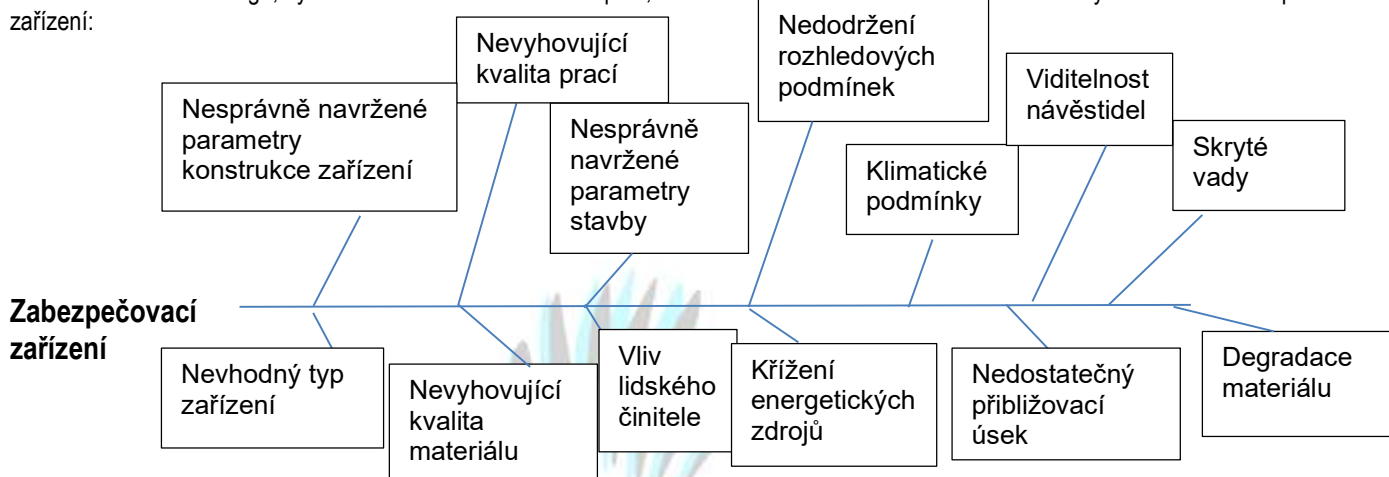 zařízení:
Nesprávně navržené
parametry
konstrukce zařízení
Nevyhovující
kvalita prací
Nesprávně
navržené
parametry
stavby
Nedodržení
rozhledových
podmínek
Klimatické
podmínky
Viditelnost
návěstidel
Skryté
vady
Zabezpečovací
zařízení
Nevhodný typ
zařízení
Nevyhovující
kvalita
materiálu
Vliv
lidského
činitele
Křížení
energetických
zdrojů
Nedostatečný
přibližovací
úsek
Degradace
materiálu